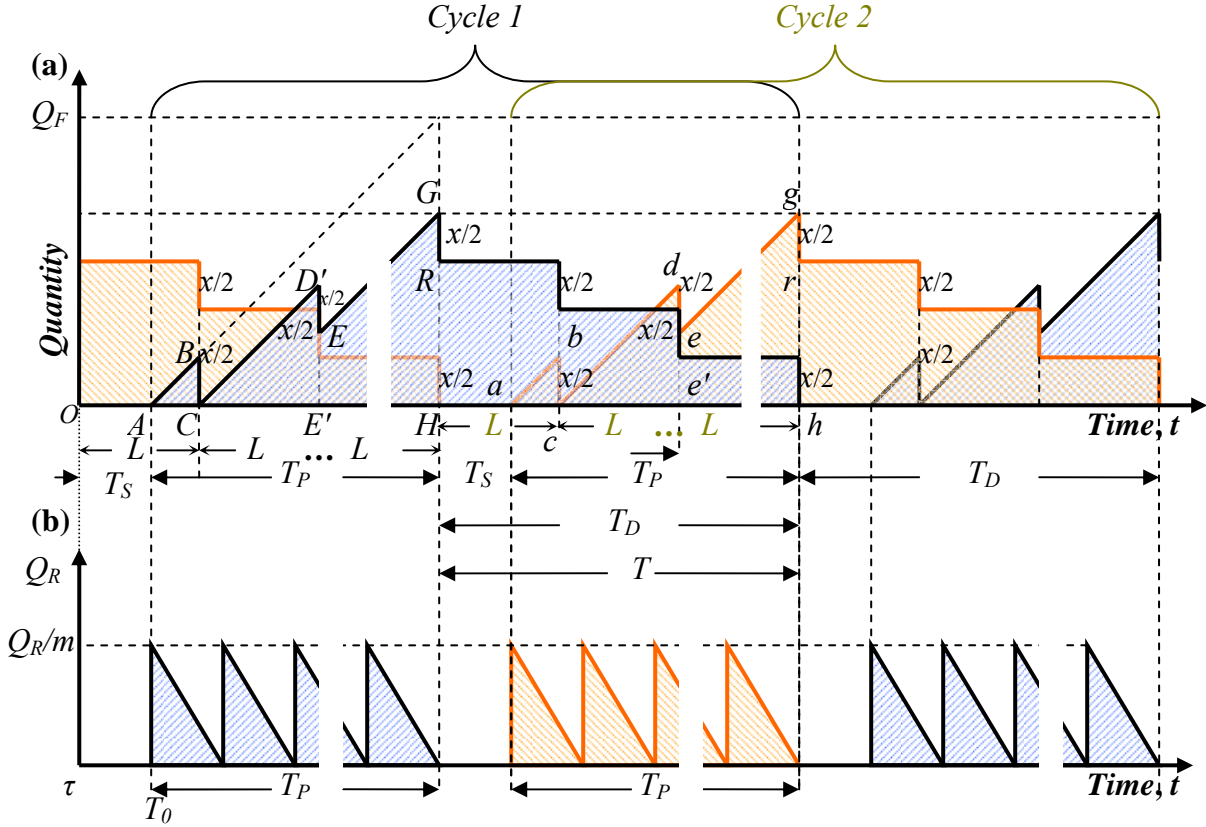 Cycle 1 Cycle 2
(a)
Q_F
G g
x/2 x/2
Quantity
x/2 D′ x/2 x/2 R x/2 d x/2 r x/2
x/2 E x/2 x/2
B x/2 b e
x/2 a x/2 e′ x/2
O A C E′ H L c L ... L h Time, t
L L ... L
T_S T_P T_S T_P T_D
(b)
T_D
Q_R T
Q_R/m
τ T_0 T_P T_P Time, t